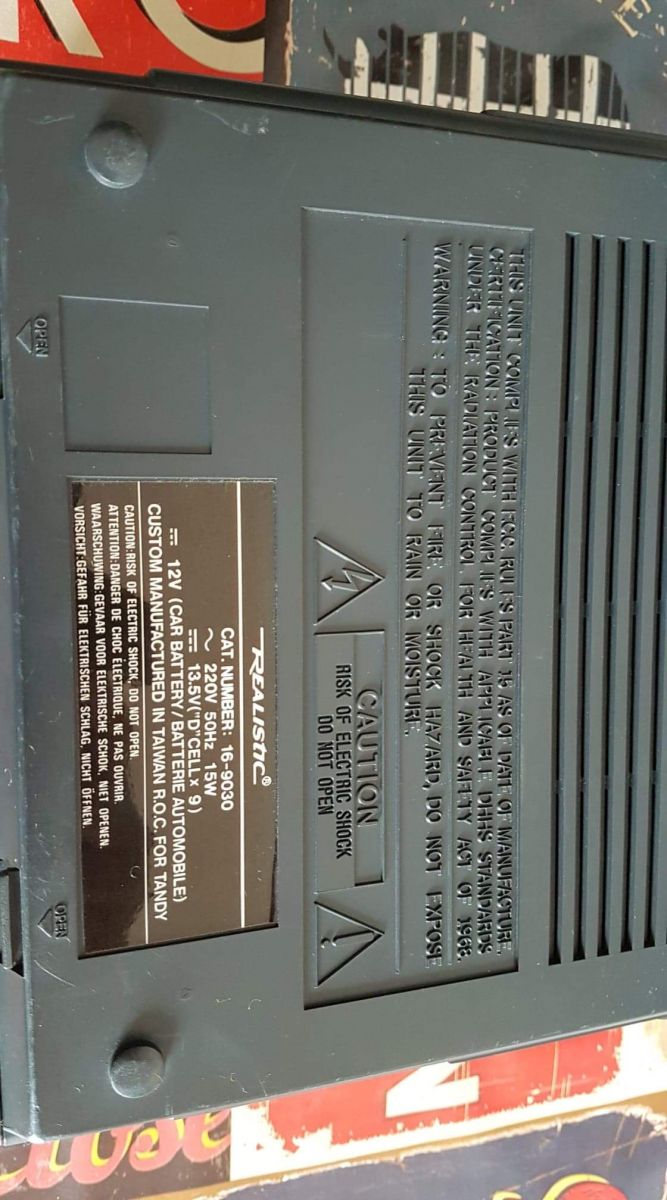 THIS UNIT COMPLIES WITH FCC RULES PART 15 AS OF DATE OF MANUFACTURE.
CERTIFICATION : PRODUCT COMPLIES WITH APPLICABLE DHHS STANDARDS
UNDER THE RADIATION CONTROL FOR HEALTH AND SAFETY ACT OF 1968.
WARNING : TO PREVENT FIRE OR SHOCK HAZARD, DO NOT EXPOSE
THIS UNIT TO RAIN OR MOISTURE.
CAUTION
RISK OF ELECTRIC SHOCK
DO NOT OPEN
REALISTIC®
CAT. NUMBER: 16-9030
～ 220V 50Hz 15W
⎓ 13.5V("D"CELL x 9)
⎓ 12V (CAR BATTERY/BATTERIE AUTOMOBILE)
CUSTOM MANUFACTURED IN TAIWAN R.O.C. FOR TANDY
CAUTION:RISK OF ELECTRIC SHOCK, DO NOT OPEN.
ATTENTION:DANGER DE CHOC ÉLECTRIQUE, NE PAS OUVRIR.
WAARSCHUWING:GEVAAR VOOR ELEKTRISCHE SCHOK, NIET OPENEN.
VORSICHT:GEFAHR FÜR ELEKTRISCHEN SCHLAG, NICHT ÖFFNEN.
OPEN
OPEN